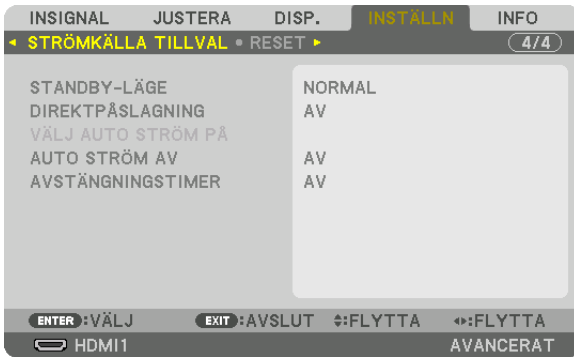 INSIGNAL JUSTERA DISP. INSTÄLLN INFO
◂ STRÖMKÄLLA TILLVAL • RESET ▸ 4/4
STANDBY-LÄGE NORMAL
DIREKTPÅSLAGNING AV
VÄLJ AUTO STRÖM PÅ
AUTO STRÖM AV AV
AVSTÄNGNINGSTIMER AV
ENTER :VÄLJ EXIT :AVSLUT ♦:FLYTTA ◂▸:FLYTTA
HDMI1 AVANCERAT